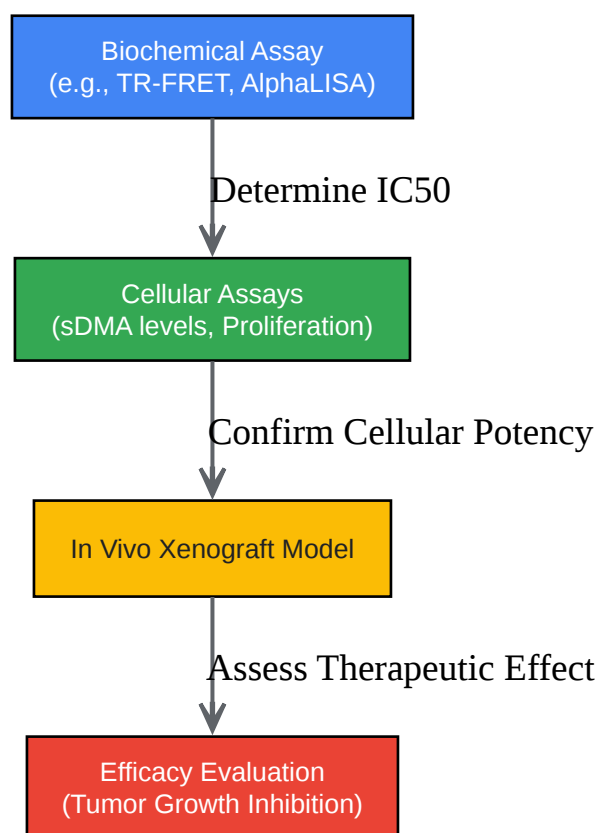 Biochemical Assay
(e.g., TR-FRET, AlphaLISA)
Determine IC50
Cellular Assays
(sDMA levels, Proliferation)
Confirm Cellular Potency
In Vivo Xenograft Model
Assess Therapeutic Effect
Efficacy Evaluation
(Tumor Growth Inhibition)